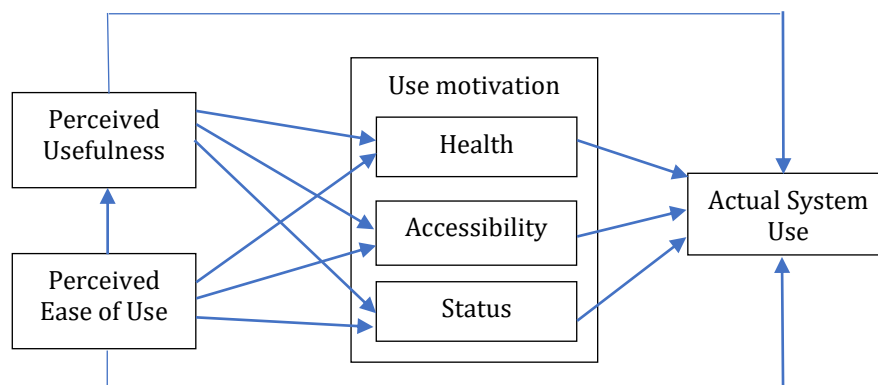 Use motivation
Perceived
Usefulness
Health
Accessibility
Actual System
Use
Perceived
Ease of Use
Status